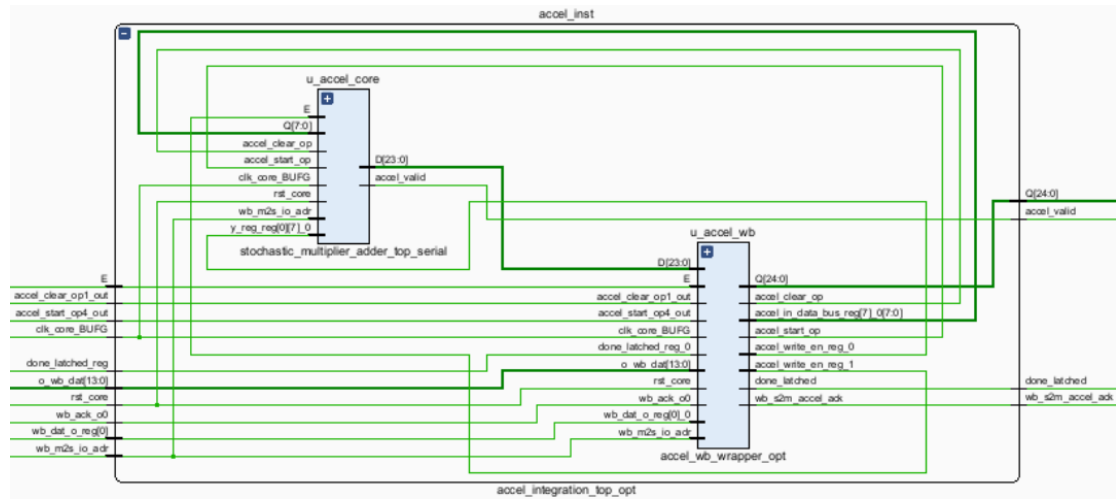 accel_inst
u_accel_core
E
Q[7:0]
accel_clear_op
accel_start_op
clk_core_BUFG
rst_core
wb_m2s_io_adr
y_reg_reg[0][7]_0
D[23:0]
accel_valid
stochastic_multiplier_adder_top_serial
Q[24:0]
accel_valid
u_accel_wb
D[23:0]
E
accel_clear_op1_out
accel_start_op4_out
clk_core_BUFG
done_latched_reg_0
o_wb_dat[13:0]
rst_core
wb_ack_o0
wb_dat_o_reg[0]_0
wb_m2s_io_adr
Q[24:0]
accel_clear_op
accel_in_data_bus_reg[7]_0[7:0]
accel_start_op
accel_write_en_reg_0
accel_write_en_reg_1
done_latched
wb_s2m_accel_ack
accel_wb_wrapper_opt
E
accel_clear_op1_out
accel_start_op4_out
clk_core_BUFG
done_latched_reg
o_wb_dat[13:0]
rst_core
wb_ack_o0
wb_dat_o_reg[0]
wb_m2s_io_adr
done_latched
wb_s2m_accel_ack
accel_integration_top_opt